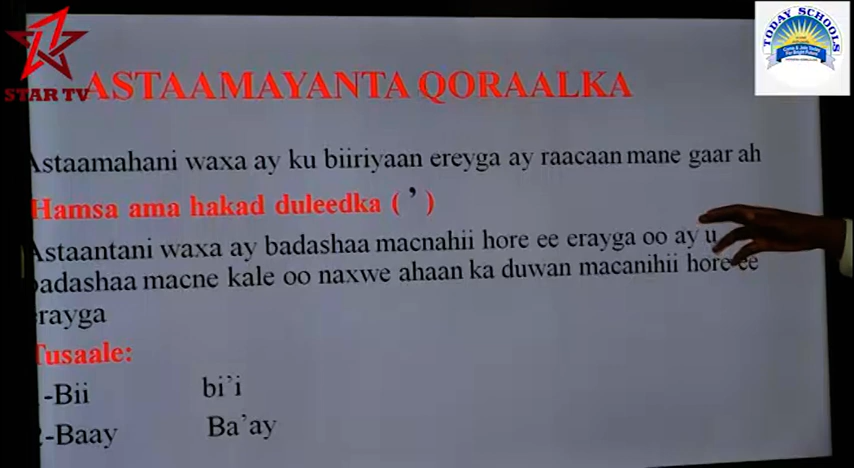 STAR TV
TODAY SCHOOLS
ASTAAMAYANTA QORAALKA
Astaamahani waxa ay ku biiriyaan ereyga ay raacaan mane gaar ah
Hamsa ama hakad duleedka ( ’ )
Astaantani waxa ay badashaa macnahii hore ee erayga oo ay u
badashaa macne kale oo naxwe ahaan ka duwan macanihii hore ee
erayga
Tusaale:
-Bii bi’i
2-Baay Ba’ay